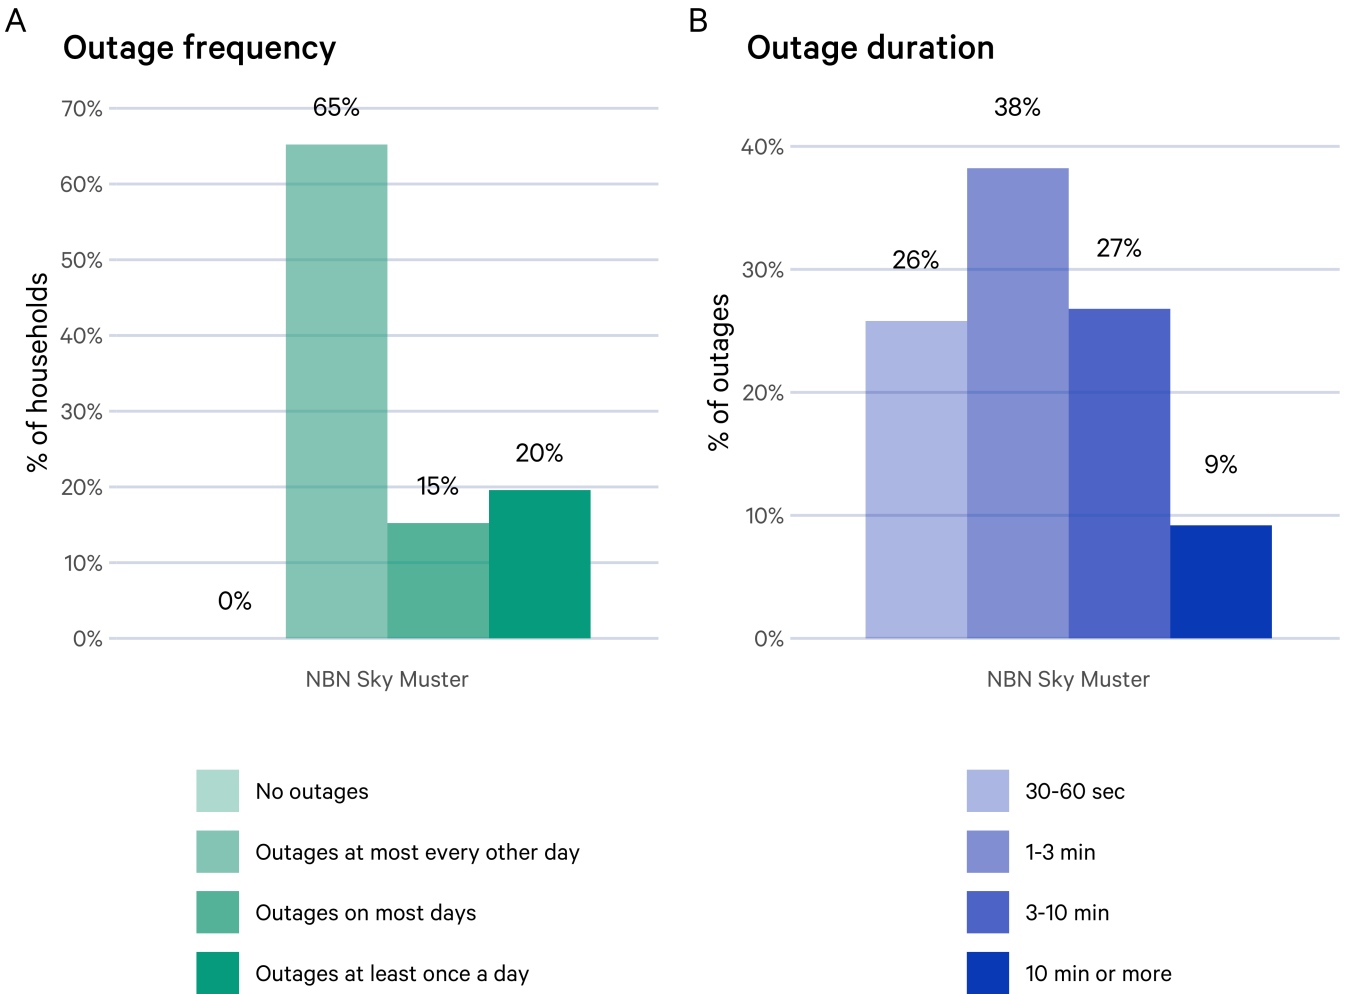 A
Outage frequency
70%
60%
50%
40%
30%
20%
10%
0%
% of households
65%
15%
20%
0%
NBN Sky Muster
No outages
Outages at most every other day
Outages on most days
Outages at least once a day
B
Outage duration
40%
30%
20%
10%
0%
% of outages
26%
38%
27%
9%
NBN Sky Muster
30-60 sec
1-3 min
3-10 min
10 min or more